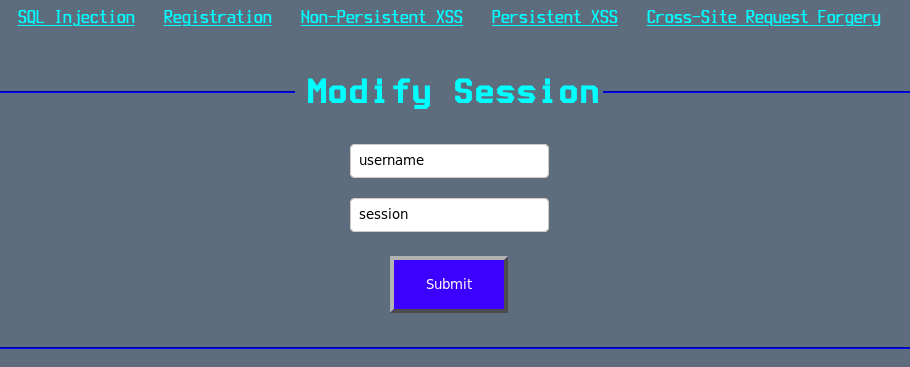 SQL Injection Registration Non-Persistent XSS Persistent XSS Cross-Site Request Forgery
Modify Session
username
session
Submit